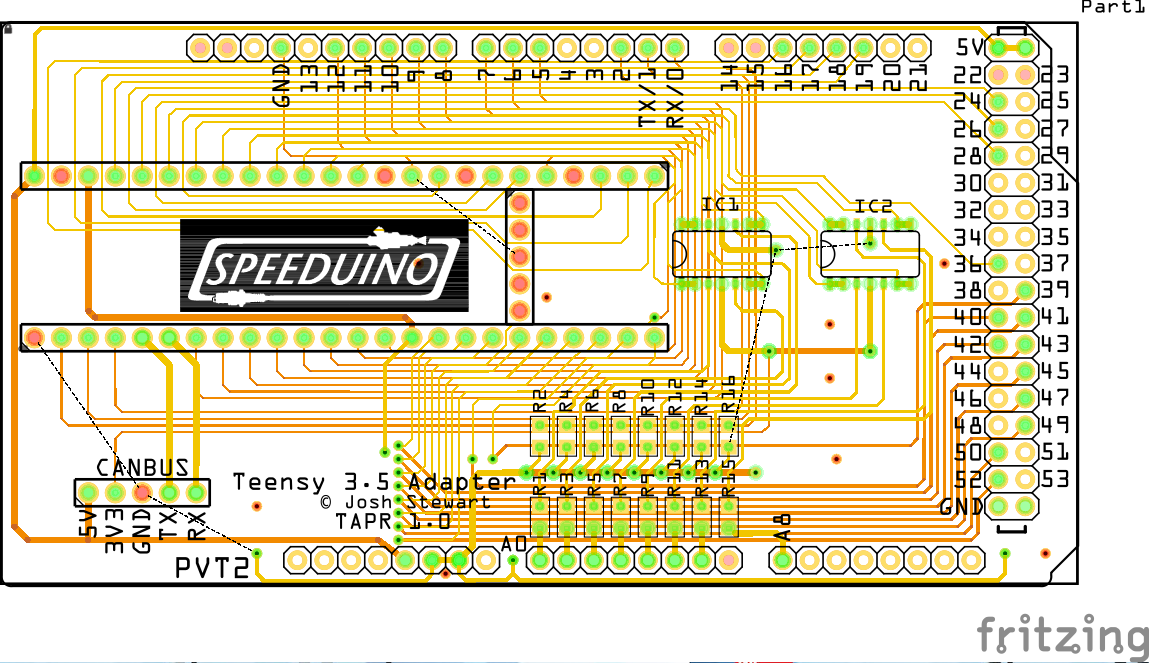 Part1
5V
GND 13 12 11 10 9 8 7 6 5 4 3 2 TX/1 RX/0 14 15 16 17 18 19 20 21
22 23
24 25
26 27
28 29
30 31
32 33
34 35
36 37
38 39
40 41
42 43
44 45
46 47
48 49
50 51
52 53
GND
IC1 IC2
SPEEDUINO
R2 R4 R6 R8 R10 R12 R14 R16
R1 R3 R5 R7 R9 R11 R13 R15
CANBUS
5V 3V3 GND TX RX
Teensy 3.5 Adapter
© Josh Stewart
TAPR 1.0
A0 A8
PVT2
fritzing